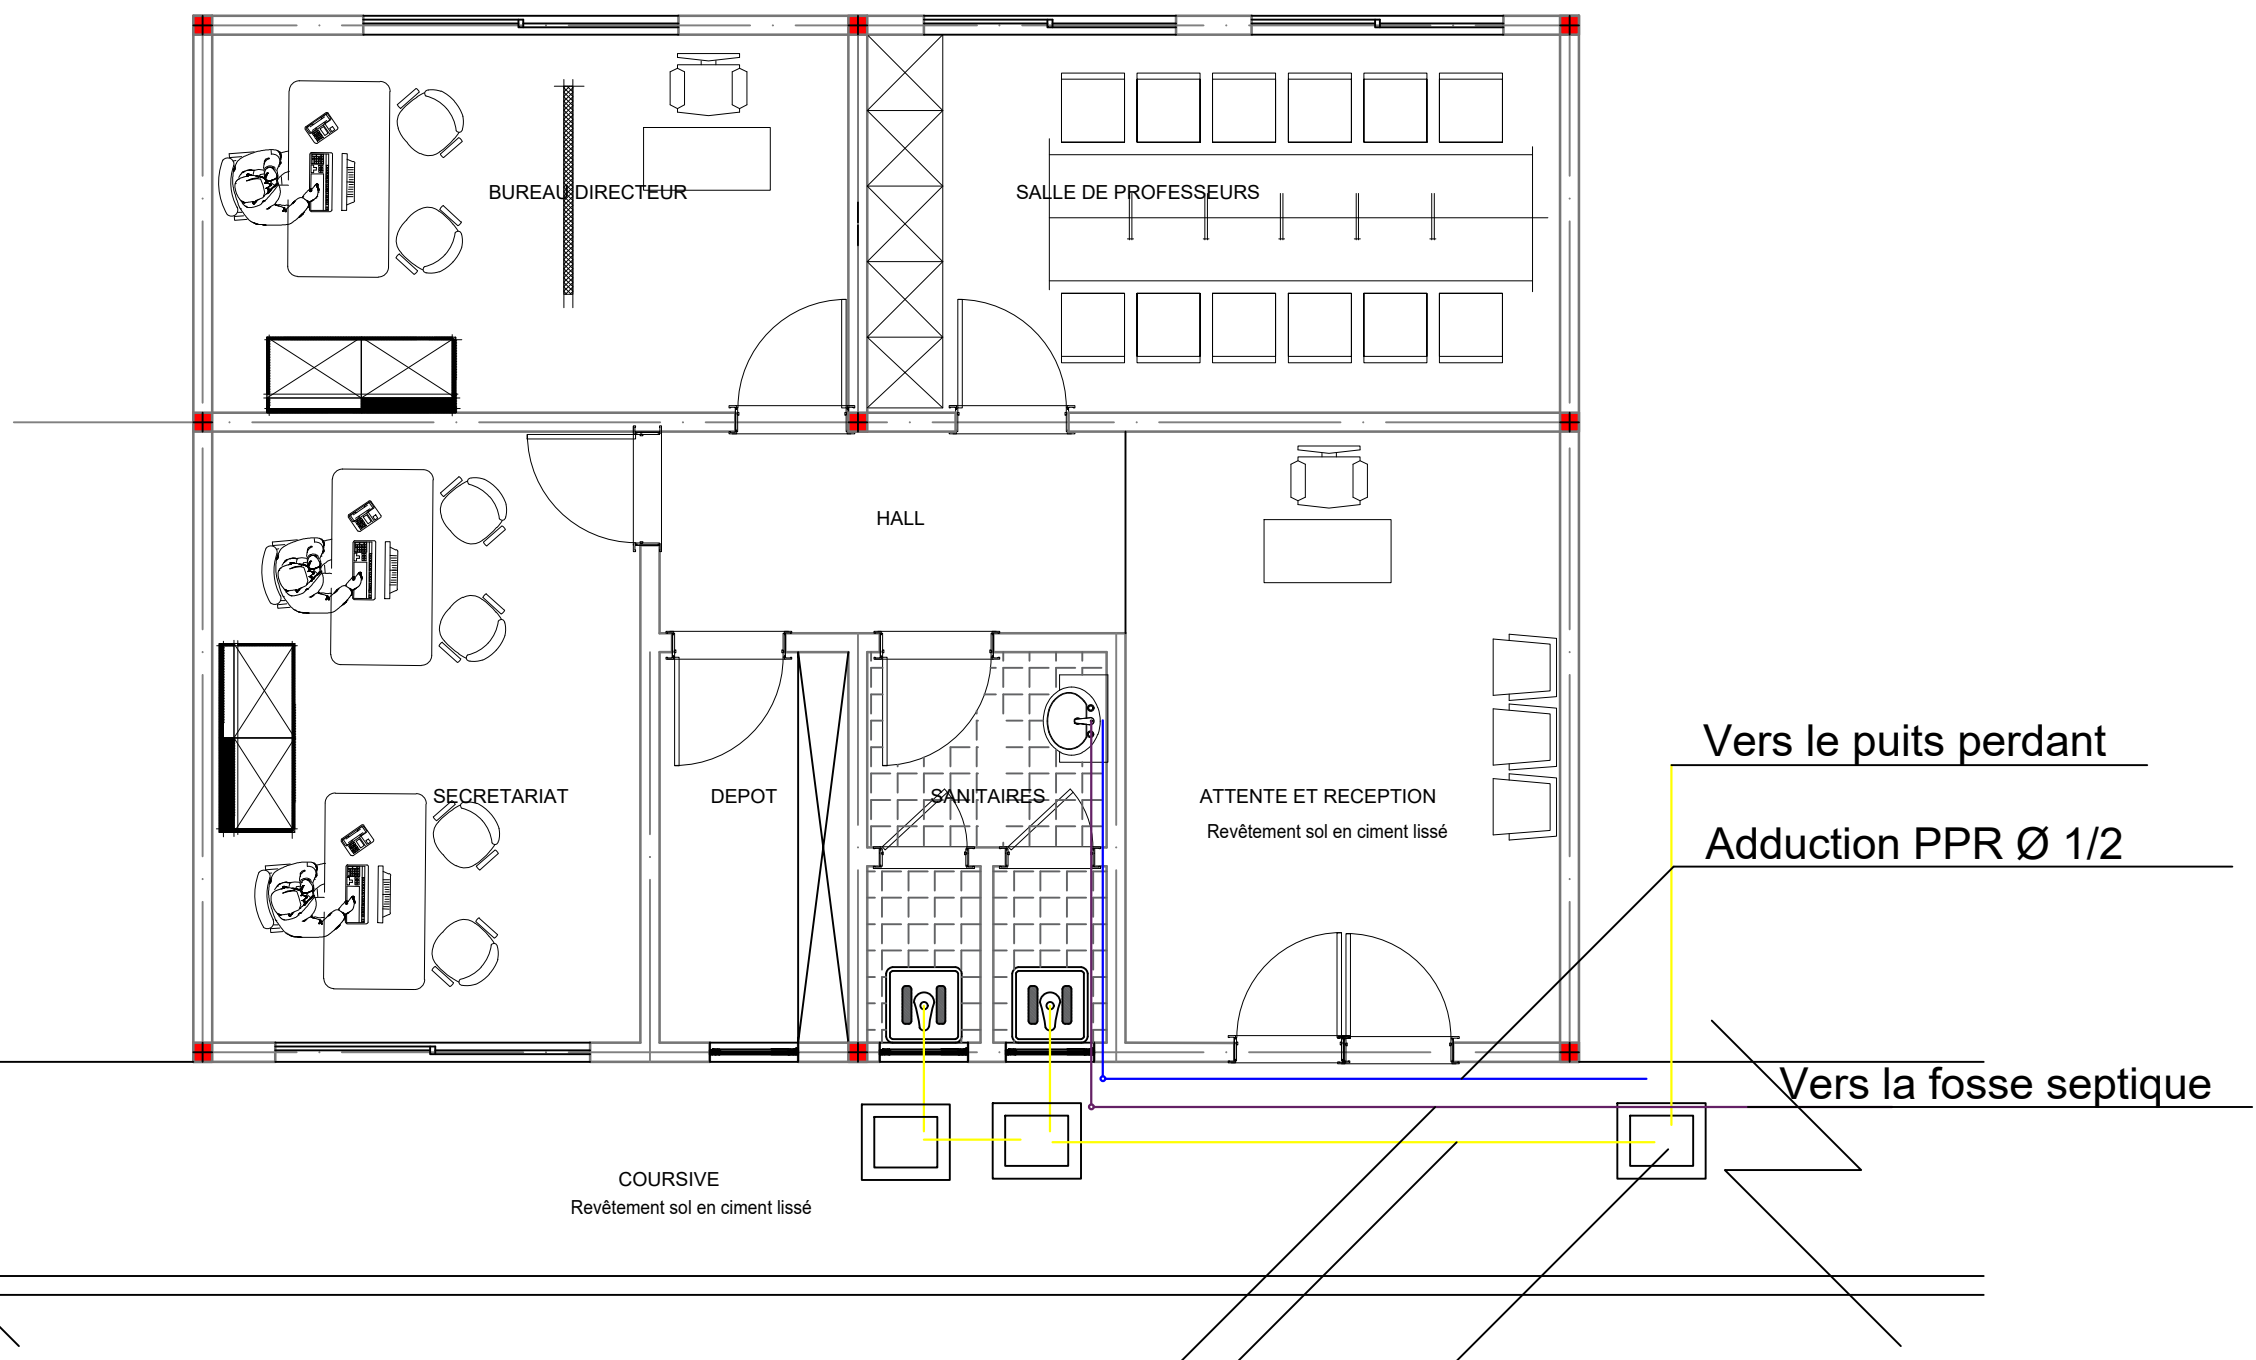 BUREAU DIRECTEUR
SALLE DE PROFESSEURS
HALL
Vers le puits perdant
SECRETARIAT
DEPOT
SANITAIRES
ATTENTE ET RECEPTION
Revêtement sol en ciment lissé
Adduction PPR Ø 1/2
Vers la fosse septique
COURSIVE
Revêtement sol en ciment lissé